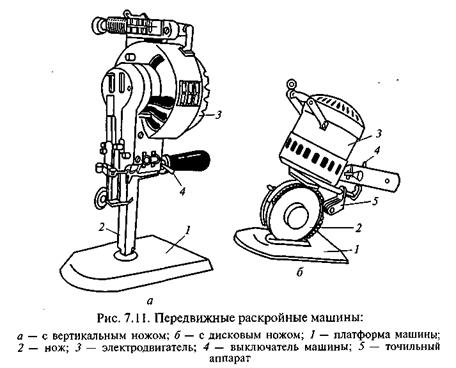 3
4
2
1
а
3
4
5
2
1
б
Рис. 7.11. Передвижные раскройные машины:
а — с вертикальным ножом; б — с дисковым ножом; 1 — платформа машины;
2 — нож; 3 — электродвигатель; 4 — выключатель машины; 5 — точильный
аппарат